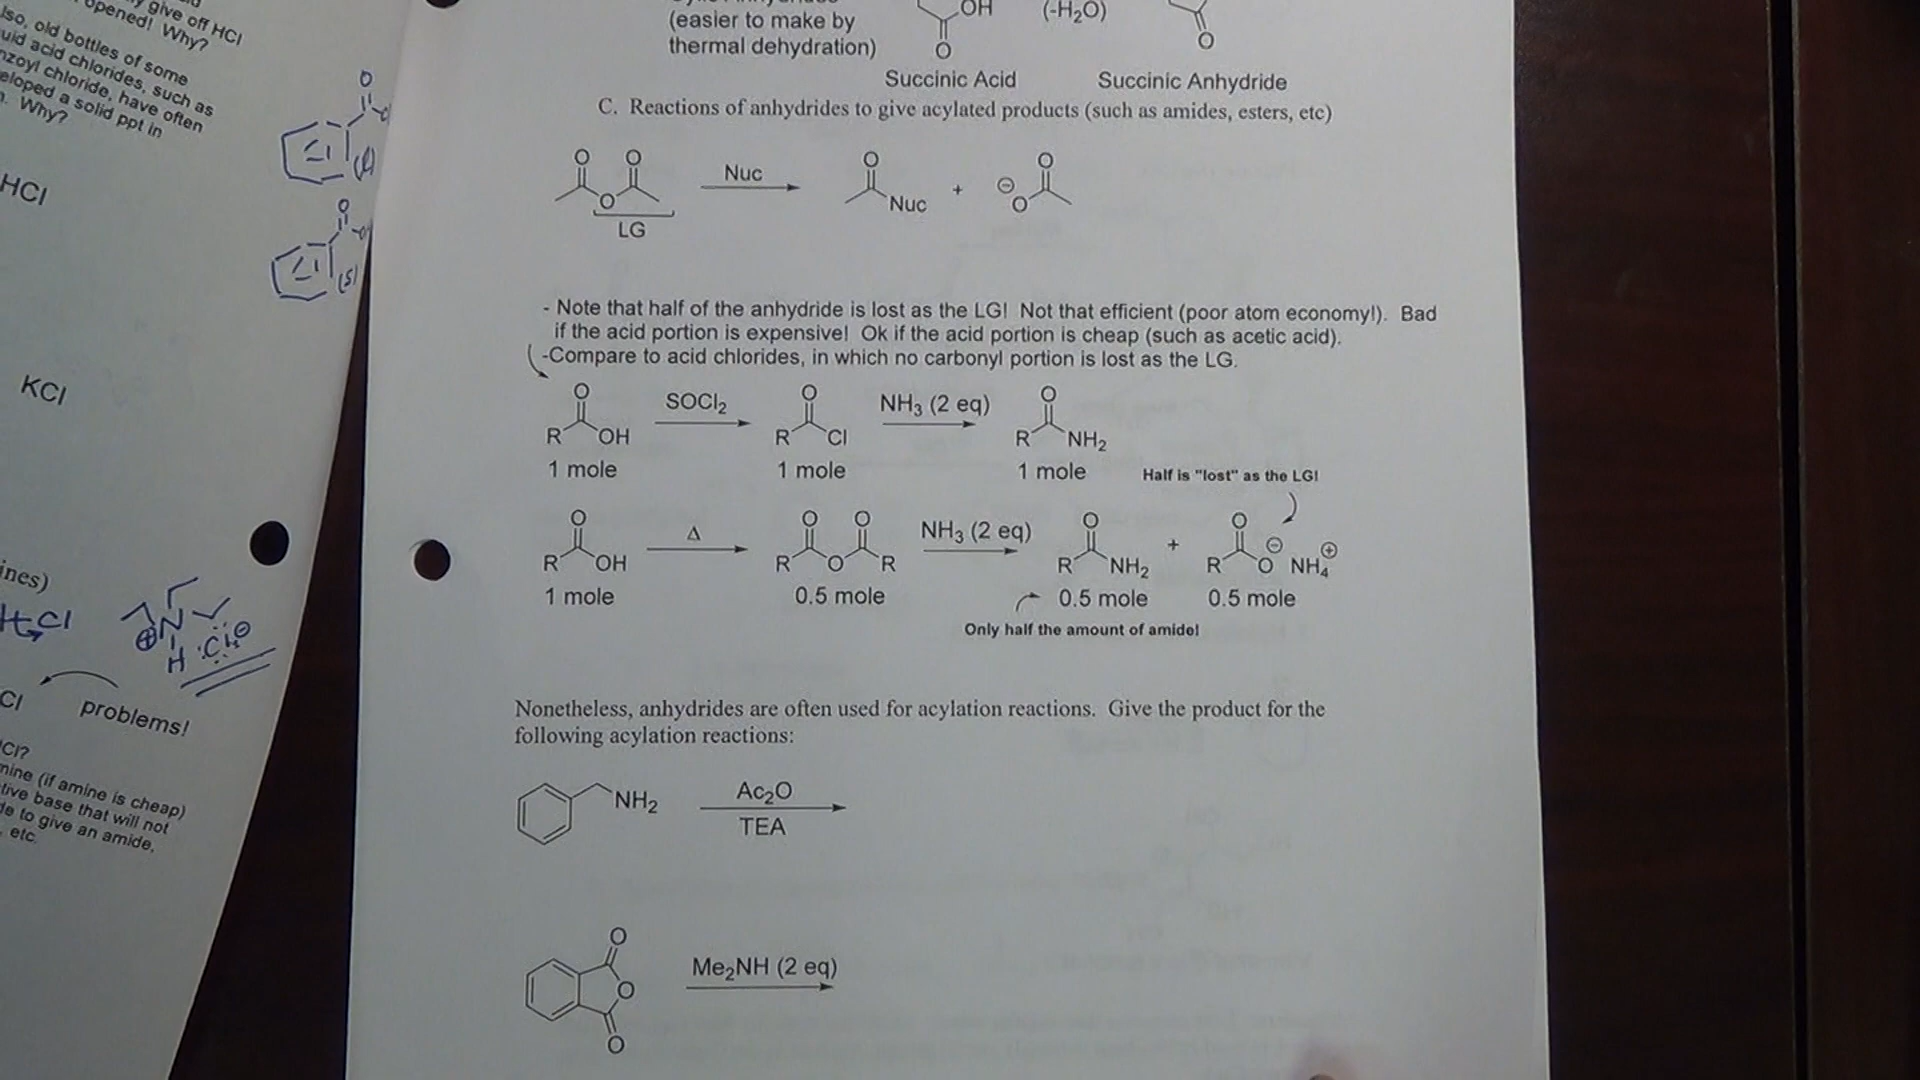 give off HCl
opened! Why?
lso, old bottles of some
uid acid chlorides, such as
nzoyl chloride, have often
eloped a solid ppt in
Why?
O
(l)
HCl
O
(s)
KCl
ines)
Cl
N
⊕
H :Cl:⊖
Cl problems!
Cl?
mine (if amine is cheap)
tive base that will not
de to give an amide,
etc.
(easier to make by
thermal dehydration)
OH
O
(-H2O)
O
Succinic Acid Succinic Anhydride
C. Reactions of anhydrides to give acylated products (such as amides, esters, etc)
O O Nuc O + ⊖ O
O Nuc O
LG
- Note that half of the anhydride is lost as the LG! Not that efficient (poor atom economy!). Bad
if the acid portion is expensive! Ok if the acid portion is cheap (such as acetic acid).
-Compare to acid chlorides, in which no carbonyl portion is lost as the LG.
O SOCl2 O NH3 (2 eq) O
R OH R Cl R NH2
1 mole 1 mole 1 mole Half is "lost" as the LG!
O Δ O O NH3 (2 eq) O + O ⊖ ⊕
R OH R O R R NH2 R O NH4
1 mole 0.5 mole 0.5 mole 0.5 mole
Only half the amount of amide!
Nonetheless, anhydrides are often used for acylation reactions. Give the product for the
following acylation reactions:
NH2 Ac2O
TEA
O
O Me2NH (2 eq)
O